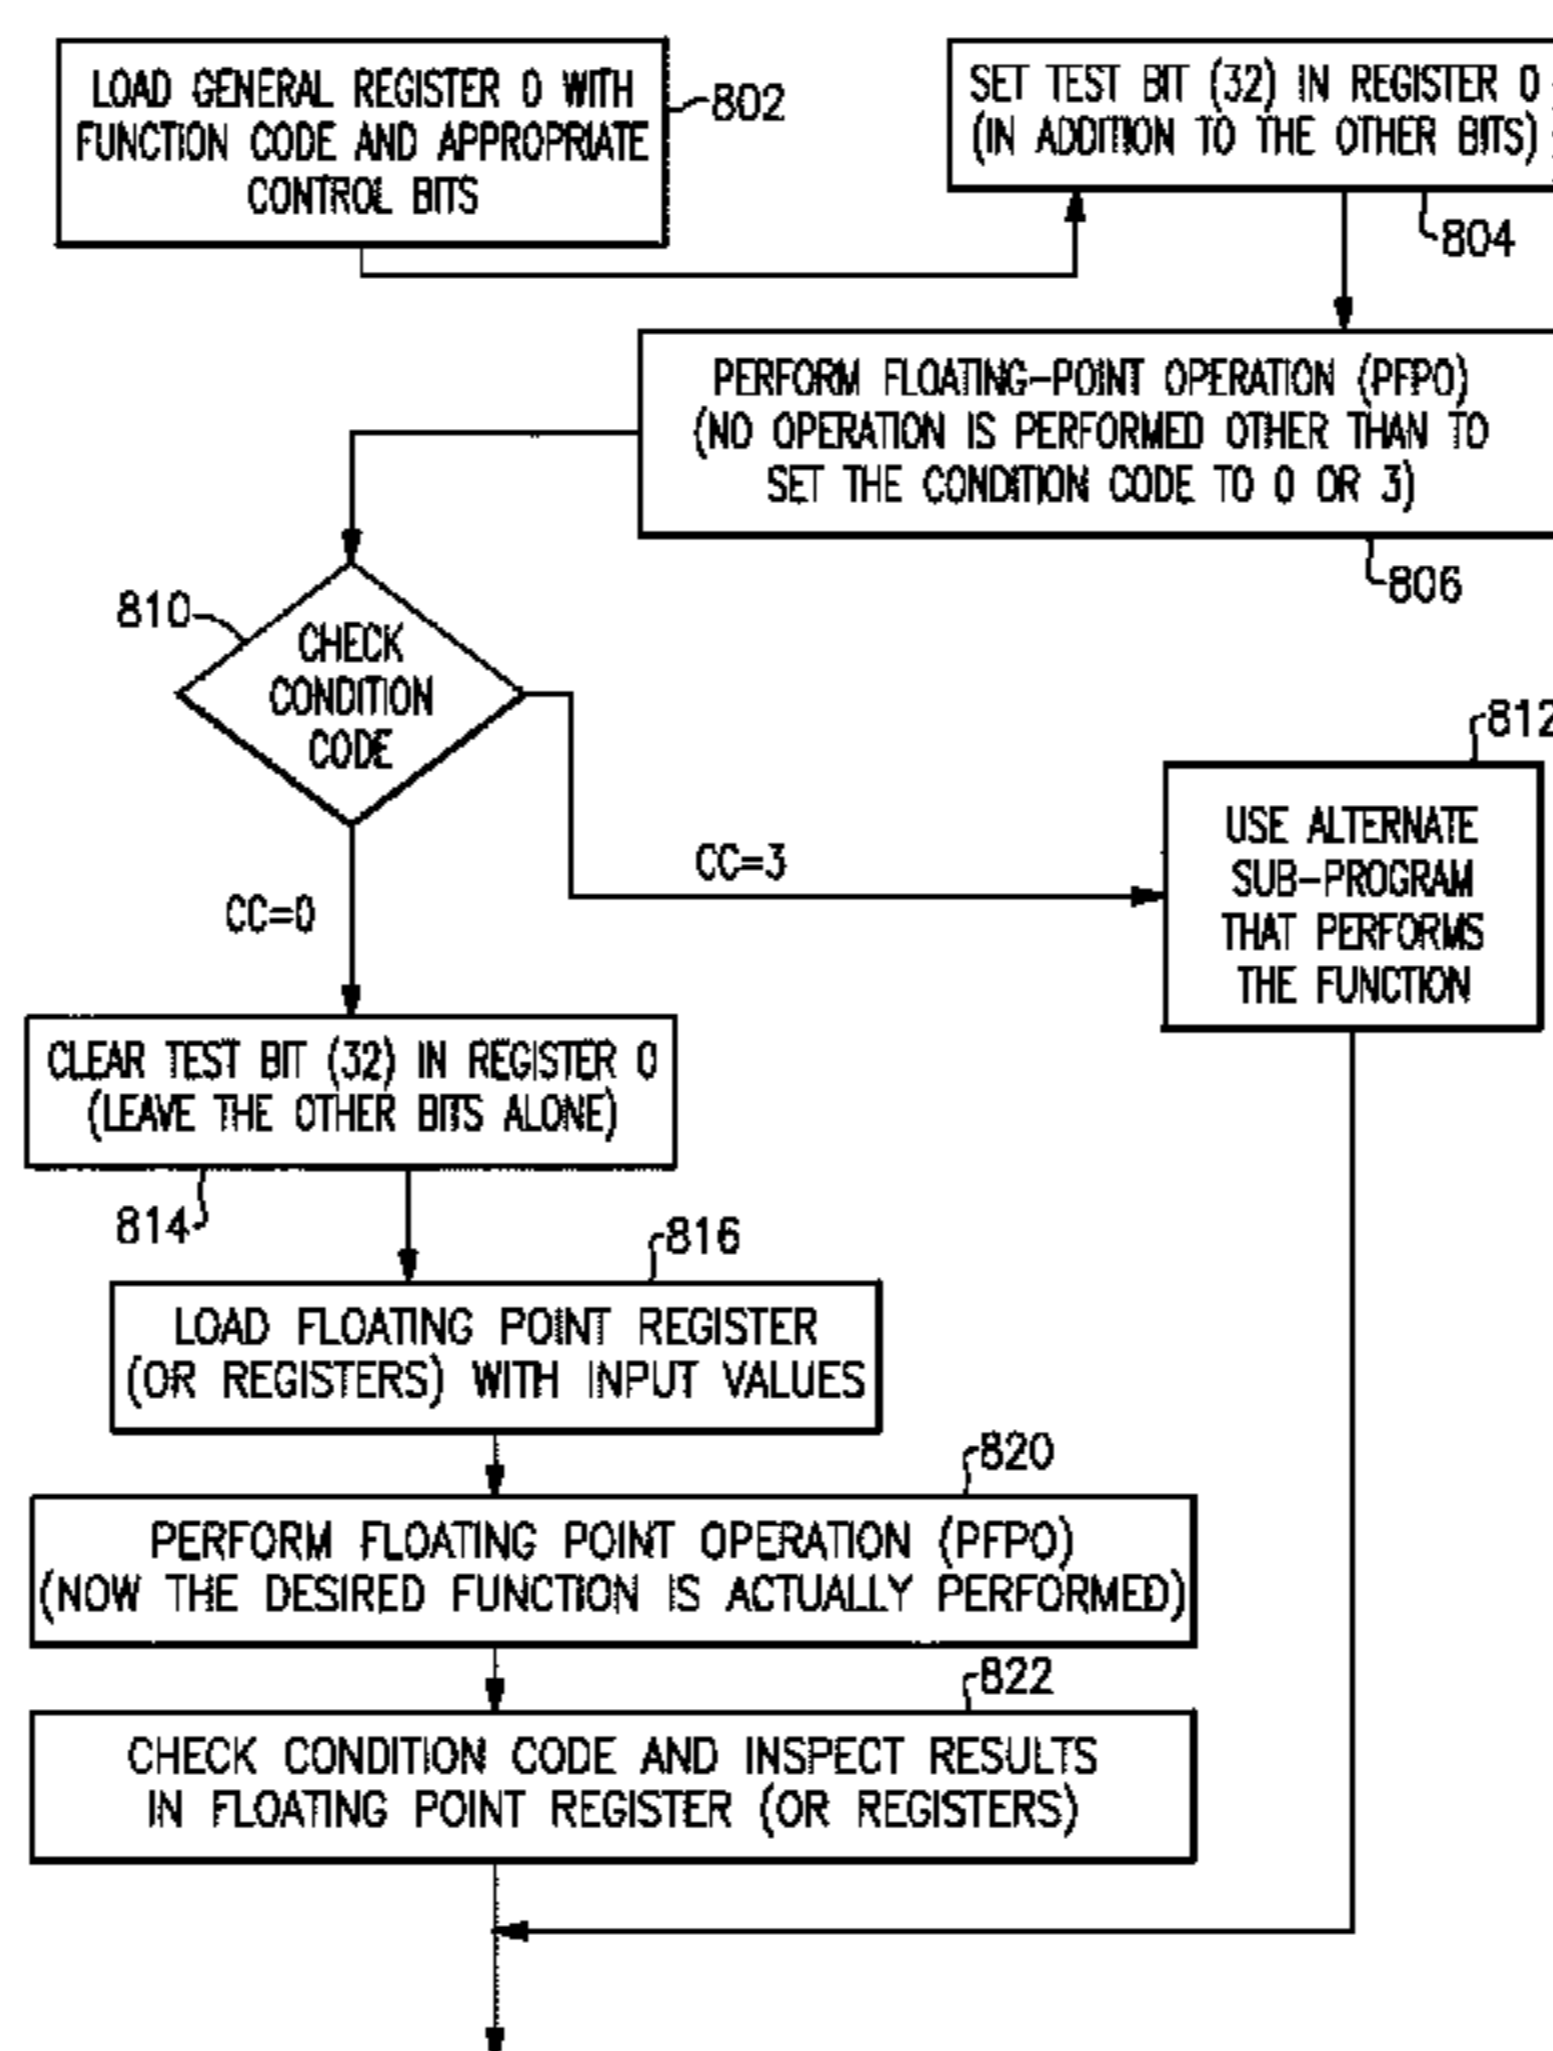 LOAD GENERAL REGISTER 0 WITH
FUNCTION CODE AND APPROPRIATE
CONTROL BITS
802
SET TEST BIT (32) IN REGISTER 0
(IN ADDITION TO THE OTHER BITS)
804
PERFORM FLOATING-POINT OPERATION (PFPO)
(NO OPERATION IS PERFORMED OTHER THAN TO
SET THE CONDITION CODE TO 0 OR 3)
806
810
CHECK
CONDITION
CODE
CC=3
CC=0
812
USE ALTERNATE
SUB-PROGRAM
THAT PERFORMS
THE FUNCTION
CLEAR TEST BIT (32) IN REGISTER 0
(LEAVE THE OTHER BITS ALONE)
814
816
LOAD FLOATING POINT REGISTER
(OR REGISTERS) WITH INPUT VALUES
820
PERFORM FLOATING POINT OPERATION (PFPO)
(NOW THE DESIRED FUNCTION IS ACTUALLY PERFORMED)
822
CHECK CONDITION CODE AND INSPECT RESULTS
IN FLOATING POINT REGISTER (OR REGISTERS)